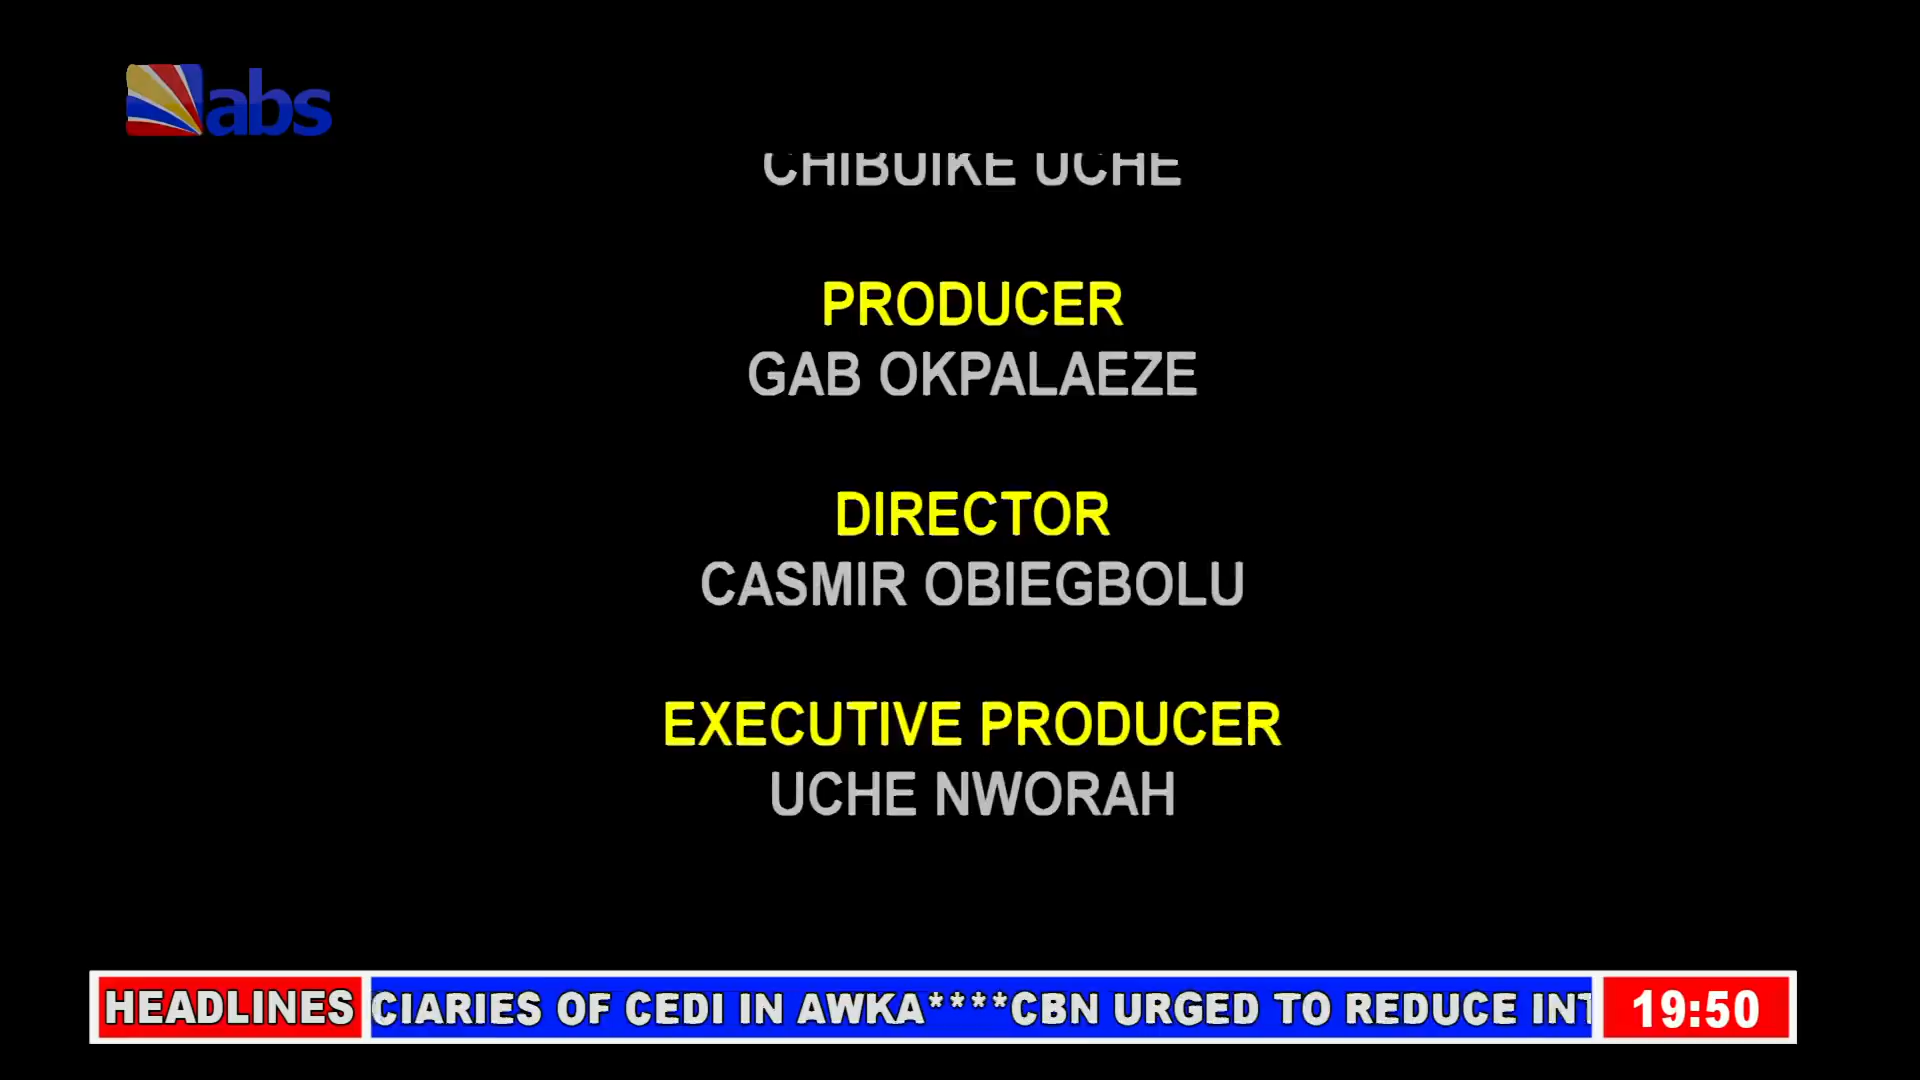 abs
CHIBUIKE UCHE
PRODUCER
GAB OKPALAEZE
DIRECTOR
CASMIR OBIEGBOLU
EXECUTIVE PRODUCER
UCHE NWORAH
HEADLINES
CIARIES OF CEDI IN AWKA****CBN URGED TO REDUCE INT
19:50